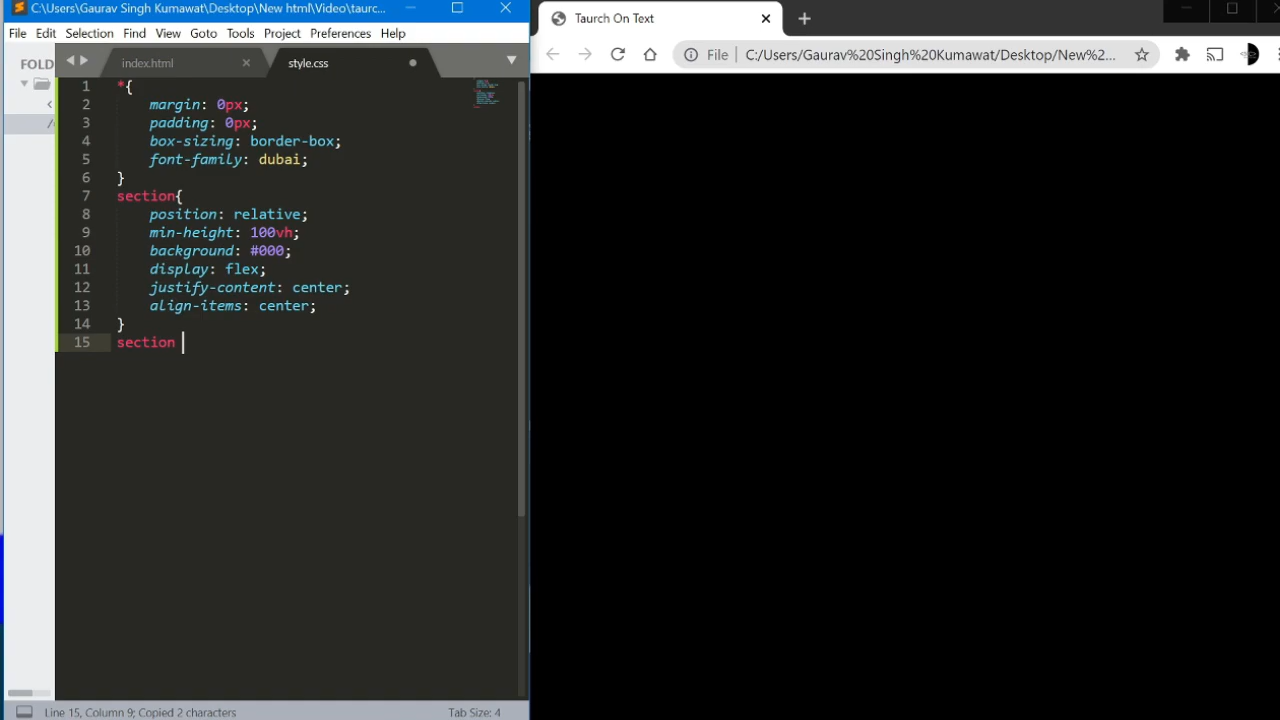 C:\Users\Gaurav Singh Kumawat\Desktop\New html\Video\taurc...
File Edit Selection Find View Goto Tools Project Preferences Help
FOLD
index.html
style.css
1 *{
2 margin: 0px;
3 padding: 0px;
4 box-sizing: border-box;
5 font-family: dubai;
6 }
7 section{
8 position: relative;
9 min-height: 100vh;
10 background: #000;
11 display: flex;
12 justify-content: center;
13 align-items: center;
14 }
15 section
Line 15, Column 9; Copied 2 characters
Tab Size: 4
Taurch On Text
File C:/Users/Gaurav%20Singh%20Kumawat/Desktop/New%2...